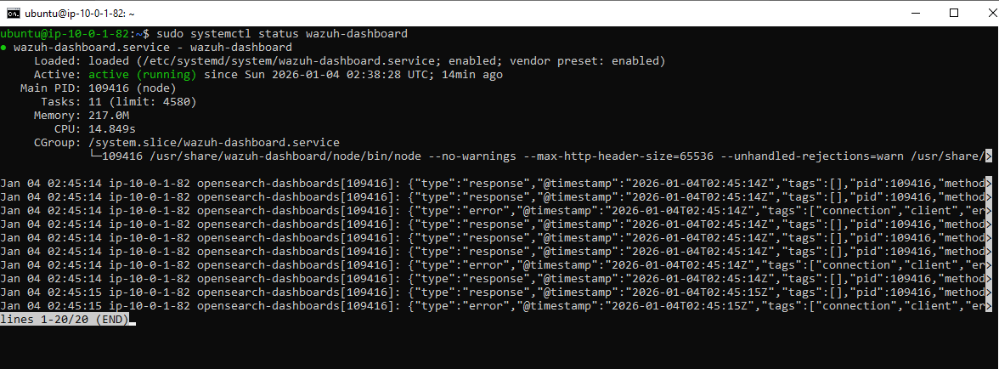 ubuntu@ip-10-0-1-82: ~
ubuntu@ip-10-0-1-82:~$ sudo systemctl status wazuh-dashboard
● wazuh-dashboard.service - wazuh-dashboard
Loaded: loaded (/etc/systemd/system/wazuh-dashboard.service; enabled; vendor preset: enabled)
Active: active (running) since Sun 2026-01-04 02:38:28 UTC; 14min ago
Main PID: 109416 (node)
Tasks: 11 (limit: 4580)
Memory: 217.0M
CPU: 14.849s
CGroup: /system.slice/wazuh-dashboard.service
└─109416 /usr/share/wazuh-dashboard/node/bin/node --no-warnings --max-http-header-size=65536 --unhandled-rejections=warn /usr/share/>
Jan 04 02:45:14 ip-10-0-1-82 opensearch-dashboards[109416]: {"type":"response","@timestamp":"2026-01-04T02:45:14Z","tags":[],"pid":109416,"method>
Jan 04 02:45:14 ip-10-0-1-82 opensearch-dashboards[109416]: {"type":"response","@timestamp":"2026-01-04T02:45:14Z","tags":[],"pid":109416,"method>
Jan 04 02:45:14 ip-10-0-1-82 opensearch-dashboards[109416]: {"type":"error","@timestamp":"2026-01-04T02:45:14Z","tags":["connection","client","er>
Jan 04 02:45:14 ip-10-0-1-82 opensearch-dashboards[109416]: {"type":"response","@timestamp":"2026-01-04T02:45:14Z","tags":[],"pid":109416,"method>
Jan 04 02:45:14 ip-10-0-1-82 opensearch-dashboards[109416]: {"type":"response","@timestamp":"2026-01-04T02:45:14Z","tags":[],"pid":109416,"method>
Jan 04 02:45:14 ip-10-0-1-82 opensearch-dashboards[109416]: {"type":"response","@timestamp":"2026-01-04T02:45:14Z","tags":[],"pid":109416,"method>
Jan 04 02:45:14 ip-10-0-1-82 opensearch-dashboards[109416]: {"type":"error","@timestamp":"2026-01-04T02:45:14Z","tags":["connection","client","er>
Jan 04 02:45:14 ip-10-0-1-82 opensearch-dashboards[109416]: {"type":"response","@timestamp":"2026-01-04T02:45:14Z","tags":[],"pid":109416,"method>
Jan 04 02:45:15 ip-10-0-1-82 opensearch-dashboards[109416]: {"type":"response","@timestamp":"2026-01-04T02:45:15Z","tags":[],"pid":109416,"method>
Jan 04 02:45:15 ip-10-0-1-82 opensearch-dashboards[109416]: {"type":"error","@timestamp":"2026-01-04T02:45:15Z","tags":["connection","client","er>
lines 1-20/20 (END)